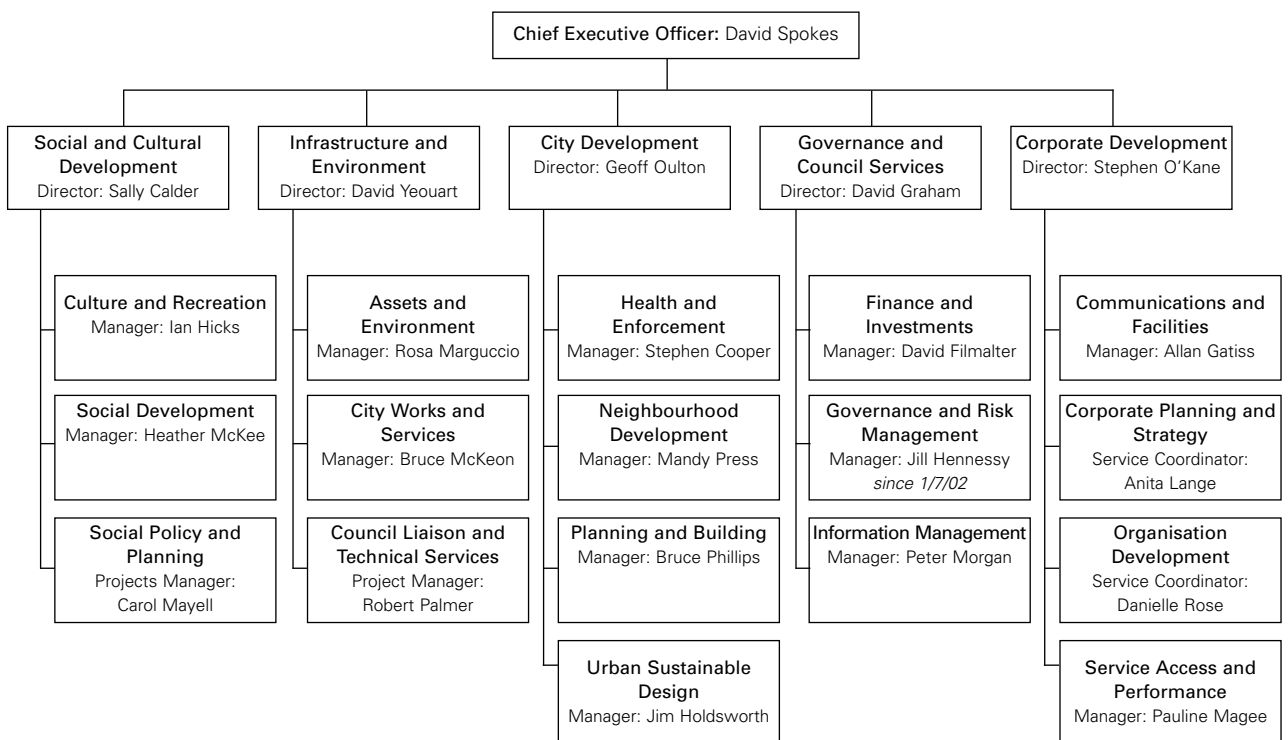 Chief Executive Officer: David Spokes
Social and Cultural
Development
Director: Sally Calder
Infrastructure and
Environment
Director: David Yeouart
City Development
Director: Geoff Oulton
Governance and
Council Services
Director: David Graham
Corporate Development
Director: Stephen O’Kane
Culture and Recreation
Manager: Ian Hicks
Social Development
Manager: Heather McKee
Social Policy and
Planning
Projects Manager:
Carol Mayell
Assets and
Environment
Manager: Rosa Marguccio
City Works and
Services
Manager: Bruce McKeon
Council Liaison and
Technical Services
Project Manager:
Robert Palmer
Health and
Enforcement
Manager: Stephen Cooper
Neighbourhood
Development
Manager: Mandy Press
Planning and Building
Manager: Bruce Phillips
Urban Sustainable
Design
Manager: Jim Holdsworth
Finance and
Investments
Manager: David Filmalter
Governance and Risk
Management
Manager: Jill Hennessy
since 1/7/02
Information Management
Manager: Peter Morgan
Communications and
Facilities
Manager: Allan Gatiss
Corporate Planning and
Strategy
Service Coordinator:
Anita Lange
Organisation
Development
Service Coordinator:
Danielle Rose
Service Access and
Performance
Manager: Pauline Magee